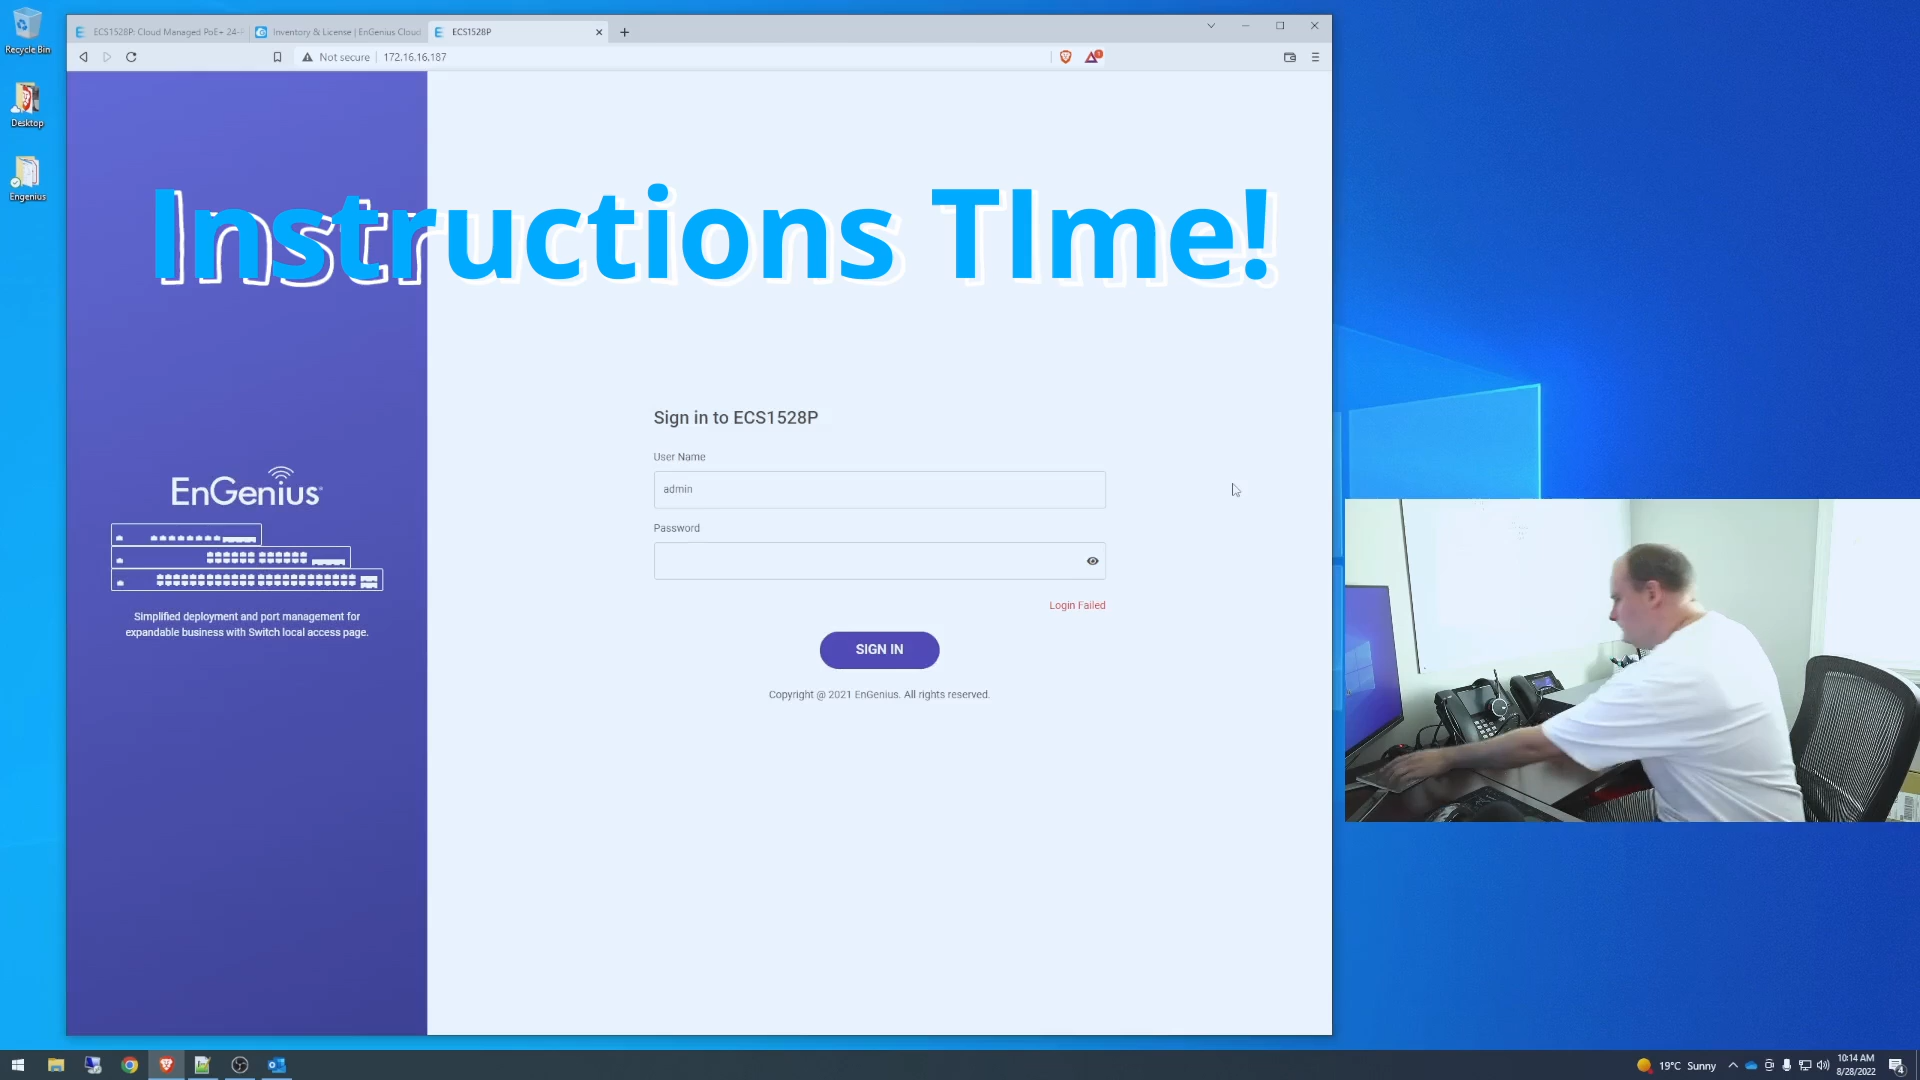 Recycle Bin
Desktop
Engenius
ECS1528P: Cloud Managed PoE+ 24-
Inventory & License | EnGenius Cloud
ECS1528P
Not secure
172.16.16.187
Instructions TIme!
EnGenius
Simplified deployment and port management for
expandable business with Switch local access page.
Sign in to ECS1528P
User Name
admin
Password
Login Failed
SIGN IN
Copyright @ 2021 EnGenius. All rights reserved.
19°C Sunny
10:14 AM
8/28/2022
4